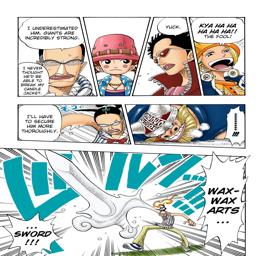 I UNDERESTIMATED
HIM. GIANTS ARE
INCREDIBLY STRONG.
I NEVER
THOUGHT
HE'D BE
ABLE TO
BREAK MY
CANDLE
JACKET.
YUCK.
KYA HA HA
HA HA HA!!
THE FOOL!
I'LL HAVE
TO SECURE
HIM MORE
THOROUGHLY.
WAX-
WAX
ARTS
...
... SWORD
!!!